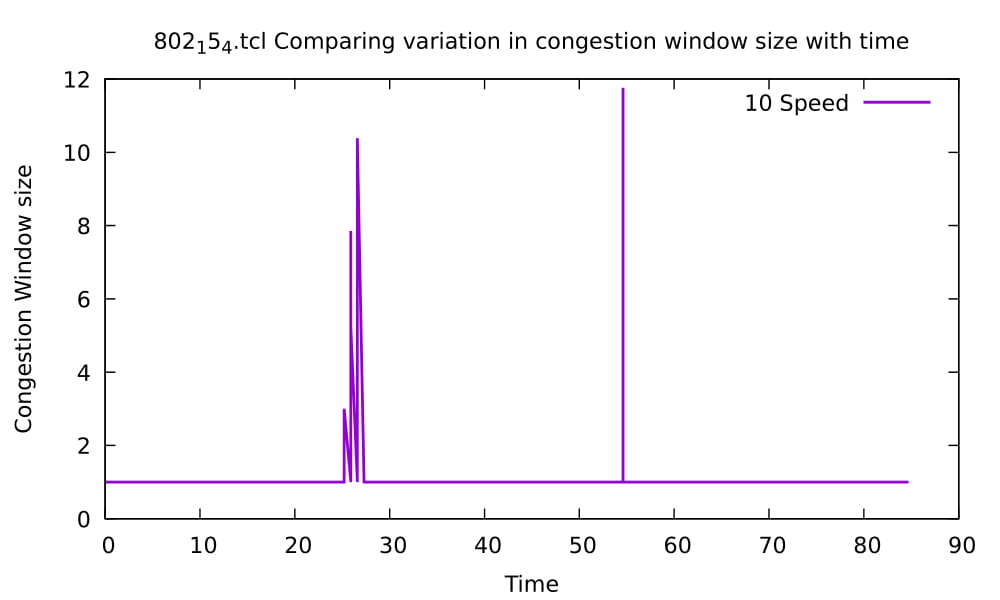 802₁5₄.tcl Comparing variation in congestion window size with time
12
10 Speed
10
8
6
4
2
0
Congestion Window size
0 10 20 30 40 50 60 70 80 90
Time